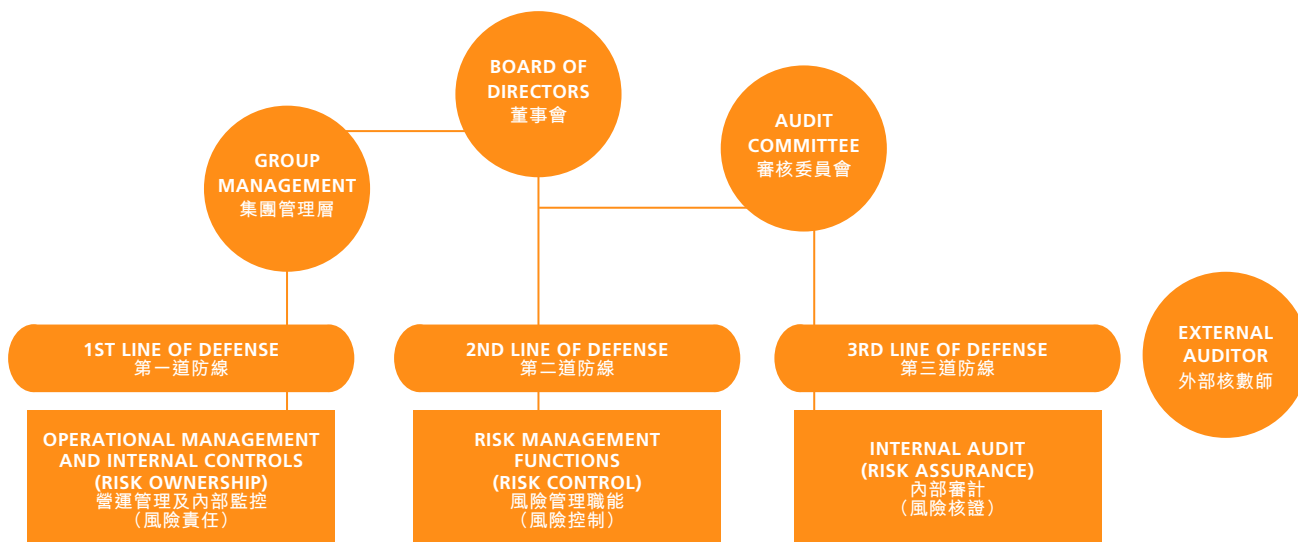 BOARD OF
DIRECTORS
董事會
AUDIT
COMMITTEE
審核委員會
GROUP
MANAGEMENT
集團管理層
EXTERNAL
AUDITOR
外部核數師
1ST LINE OF DEFENSE
第一道防線
2ND LINE OF DEFENSE
第二道防線
3RD LINE OF DEFENSE
第三道防線
OPERATIONAL MANAGEMENT
AND INTERNAL CONTROLS
(RISK OWNERSHIP)
營運管理及內部監控
（風險責任）
RISK MANAGEMENT
FUNCTIONS
(RISK CONTROL)
風險管理職能
（風險控制）
INTERNAL AUDIT
(RISK ASSURANCE)
內部審計
（風險核證）